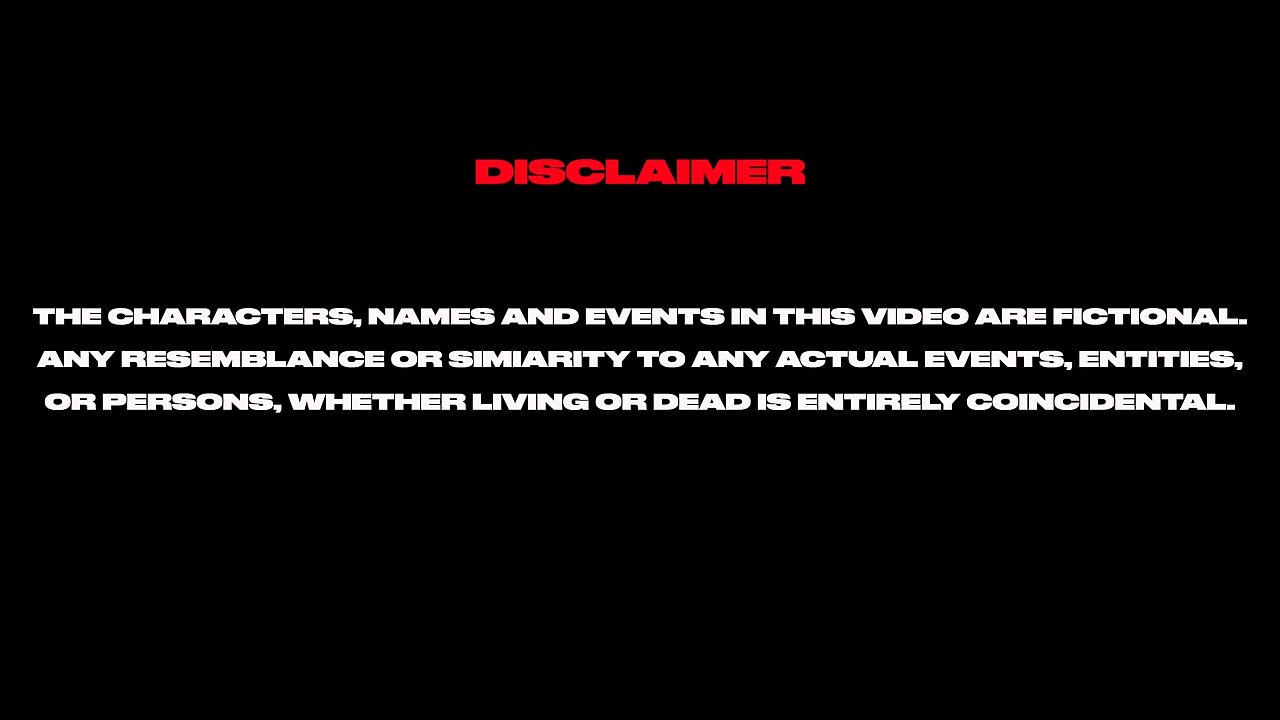 DISCLAIMER
THE CHARACTERS, NAMES AND EVENTS IN THIS VIDEO ARE FICTIONAL.
ANY RESEMBLANCE OR SIMIARITY TO ANY ACTUAL EVENTS, ENTITIES,
OR PERSONS, WHETHER LIVING OR DEAD IS ENTIRELY COINCIDENTAL.